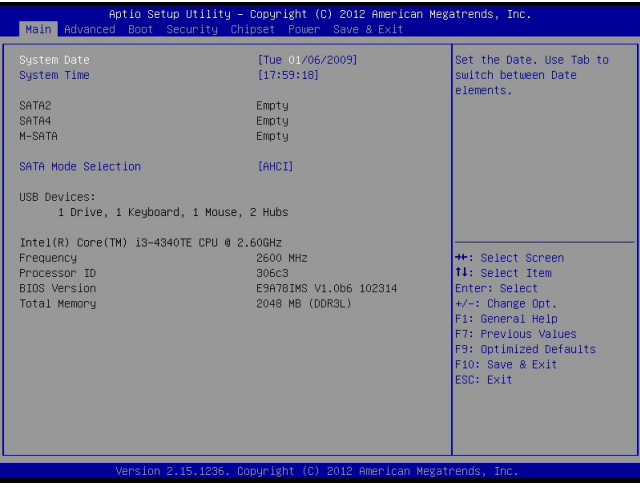 Aptio Setup Utility – Copyright (C) 2012 American Megatrends, Inc.
Main Advanced Boot Security Chipset Power Save & Exit
System Date [Tue 01/06/2009]
System Time [17:59:18]
SATA2 Empty
SATA4 Empty
M-SATA Empty
SATA Mode Selection [AHCI]
USB Devices:
1 Drive, 1 Keyboard, 1 Mouse, 2 Hubs
Intel(R) Core(TM) i3-4340TE CPU @ 2.60GHz
Frequency 2600 MHz
Processor ID 306c3
BIOS Version E9A78IMS V1.0b6 102314
Total Memory 2048 MB (DDR3L)
Set the Date. Use Tab to
switch between Date
elements.
→←: Select Screen
↑↓: Select Item
Enter: Select
+/-: Change Opt.
F1: General Help
F7: Previous Values
F9: Optimized Defaults
F10: Save & Exit
ESC: Exit
Version 2.15.1236. Copyright (C) 2012 American Megatrends, Inc.